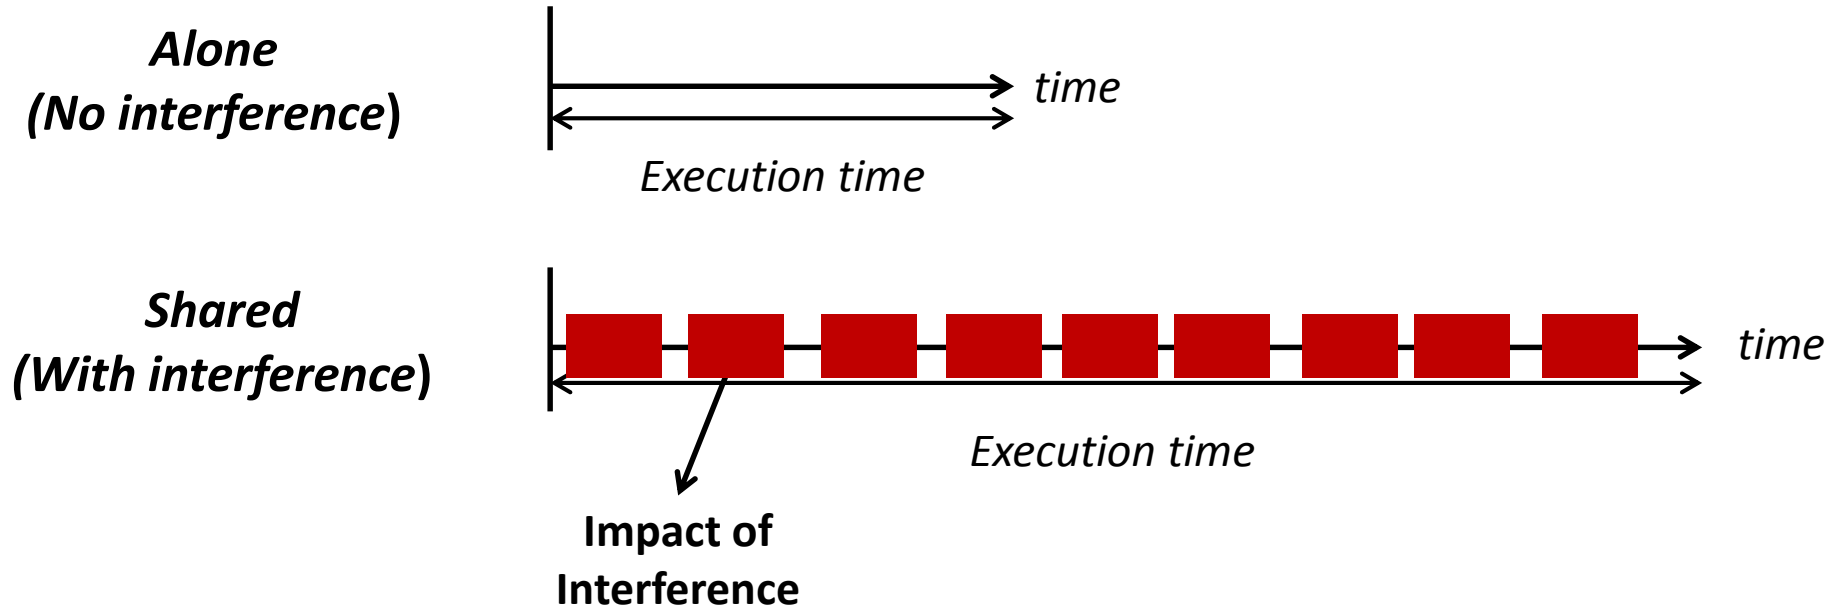 Alone
(No interference)
time
Execution time
Shared
(With interference)
time
Execution time
Impact of
Interference